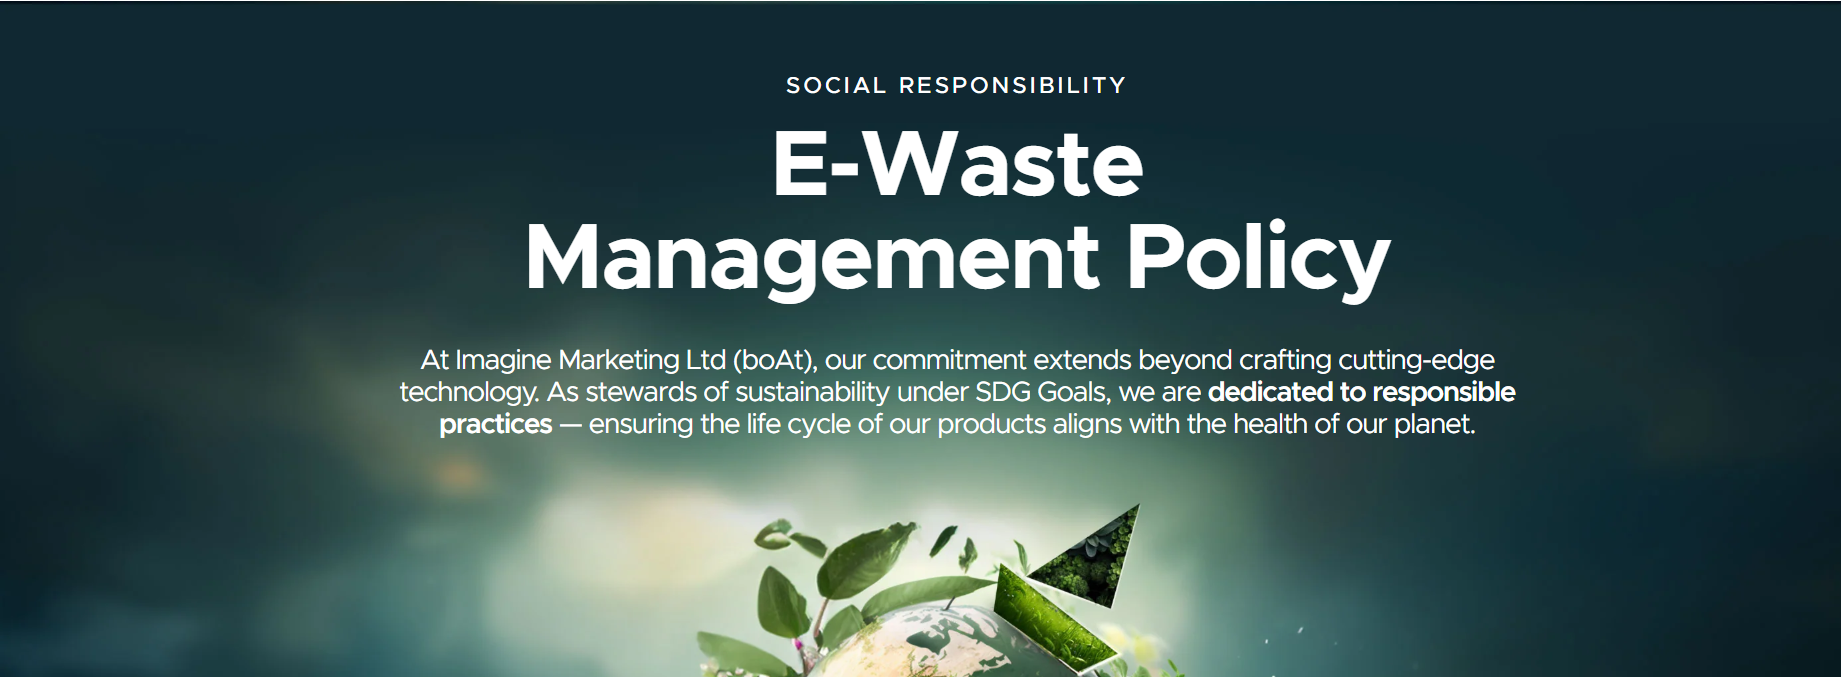 SOCIAL RESPONSIBILITY
E-Waste
Management Policy
At Imagine Marketing Ltd (boAt), our commitment extends beyond crafting cutting-edge
technology. As stewards of sustainability under SDG Goals, we are dedicated to responsible
practices — ensuring the life cycle of our products aligns with the health of our planet.